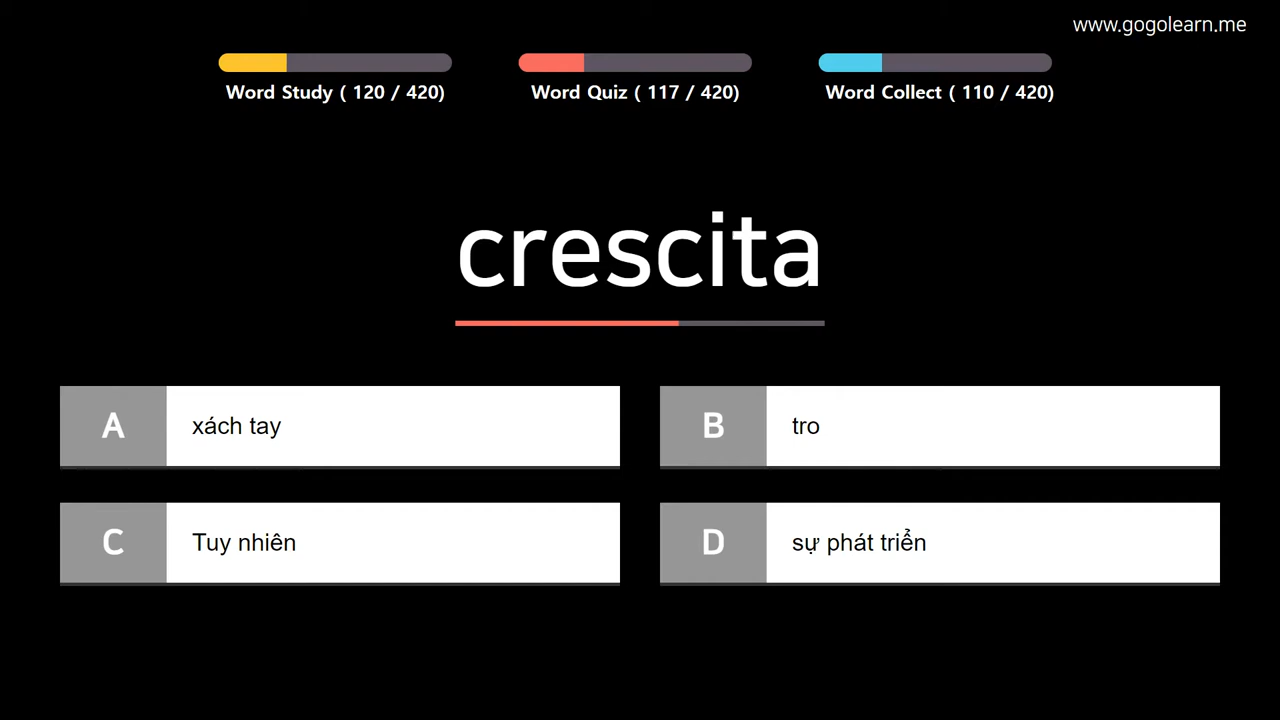 www.gogolearn.me
Word Study ( 120 / 420)
Word Quiz ( 117 / 420)
Word Collect ( 110 / 420)
crescita
A xách tay
B tro
C Tuy nhiên
D sự phát triển